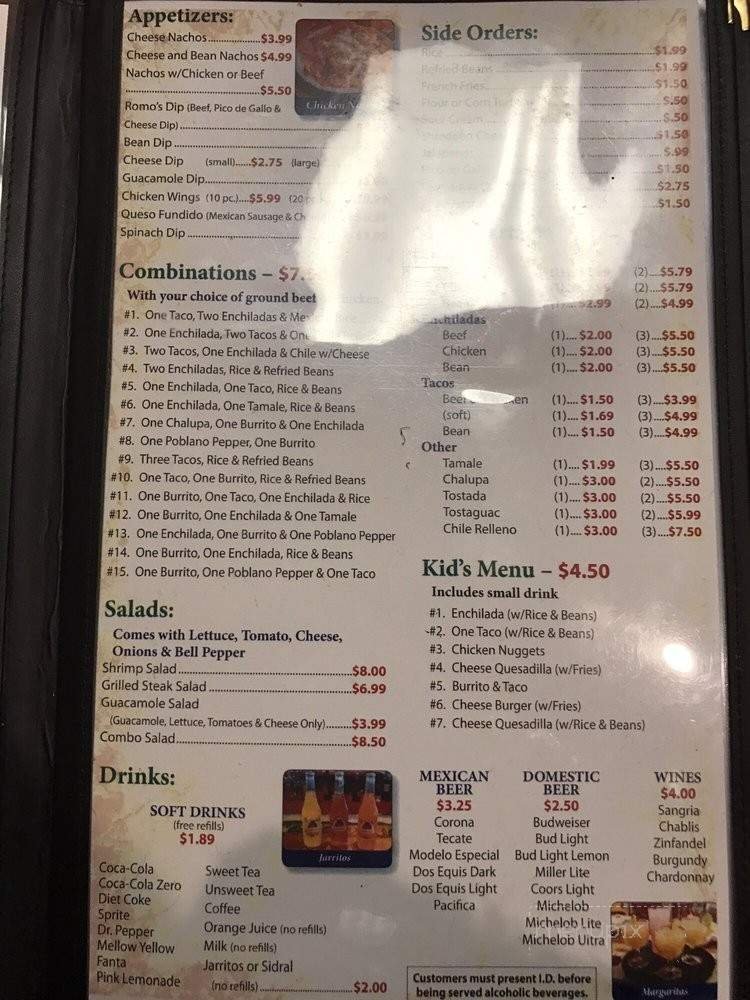 Appetizers:
Cheese Nachos.......$3.99
Cheese and Bean Nachos $4.99
Nachos w/Chicken or Beef
.......$5.50
Chicken
Romo's Dip (Beef, Pico de Gallo &
Cheese Dip)
Bean Dip
Cheese Dip (small)......$2.75 (large)
Guacamole Dip
Chicken Wings (10 pc.)....$5.99 (20
Queso Fundido (Mexican Sausage &
Spinach Dip
Combinations –
With your choice of ground beef
#1. One Taco, Two Enchiladas &
#2. One Enchilada, Two Tacos &
#3. Two Tacos, One Enchilada & Chile w/Cheese
#4. Two Enchiladas, Rice & Refried Beans
#5. One Enchilada, One Taco, Rice & Beans
#6. One Enchilada, One Tamale, Rice & Beans
#7. One Chalupa, One Burrito & One Enchilada
#8. One Poblano Pepper, One Burrito
#9. Three Tacos, Rice & Refried Beans
#10. One Taco, One Burrito, Rice & Refried Beans
#11. One Burrito, One Taco, One Enchilada & Rice
#12. One Burrito, One Enchilada & One Tamale
#13. One Enchilada, One Burrito & One Poblano Pepper
#14. One Burrito, One Enchilada, Rice & Beans
#15. One Burrito, One Poblano Pepper & One Taco
Salads:
Comes with Lettuce, Tomato, Cheese,
Onions & Bell Pepper
Shrimp Salad.......$8.00
Grilled Steak Salad.......$6.99
Guacamole Salad
(Guacamole, Lettuce, Tomatoes & Cheese Only).......$3.99
Combo Salad.......$8.50
Side Orders:
Rice.......$1.99
Refried Beans.......$1.99
French Fries.......$1.50
Flour or Corn.......$.50
$.50
$1.50
$.99
$1.50
$2.75
$1.50
(2)....$5.79
(2)....$5.79
$2.99 (2)....$4.99
Beef (1).... $2.00 (3)....$5.50
Chicken (1).... $2.00 (3)....$5.50
Bean (1).... $2.00 (3)....$5.50
Tacos
(1).... $1.50 (3)....$3.99
(soft) (1).... $1.69 (3)....$4.99
Bean (1).... $1.50 (3)....$4.99
Other
Tamale (1).... $1.99 (3)....$5.50
Chalupa (1).... $3.00 (2)....$5.50
Tostada (1).... $3.00 (2)....$5.50
Tostaguac (1).... $3.00 (2)....$5.99
Chile Relleno (1).... $3.00 (3)....$7.50
Kid's Menu – $4.50
Includes small drink
#1. Enchilada (w/Rice & Beans)
#2. One Taco (w/Rice & Beans)
#3. Chicken Nuggets
#4. Cheese Quesadilla (w/Fries)
#5. Burrito & Taco
#6. Cheese Burger (w/Fries)
#7. Cheese Quesadilla (w/Rice & Beans)
Drinks:
SOFT DRINKS
(free refills)
$1.89
Coca-Cola
Coca-Cola Zero
Diet Coke
Sprite
Dr. Pepper
Mellow Yellow
Fanta
Pink Lemonade
Sweet Tea
Unsweet Tea
Coffee
Orange Juice (no refills)
Milk (no refills)
Jarritos or Sidral
(no refills).......$2.00
Jarritos
MEXICAN
BEER
$3.25
Corona
Tecate
Modelo Especial
Dos Equis Dark
Dos Equis Light
Pacifica
DOMESTIC
BEER
$2.50
Budweiser
Bud Light
Bud Light Lemon
Miller Lite
Coors Light
Michelob
Michelob Lite
Michelob Ultra
WINES
$4.00
Sangria
Chablis
Zinfandel
Burgundy
Chardonnay
Customers must present I.D. before
being served alcoholic beverages.
Margaritas